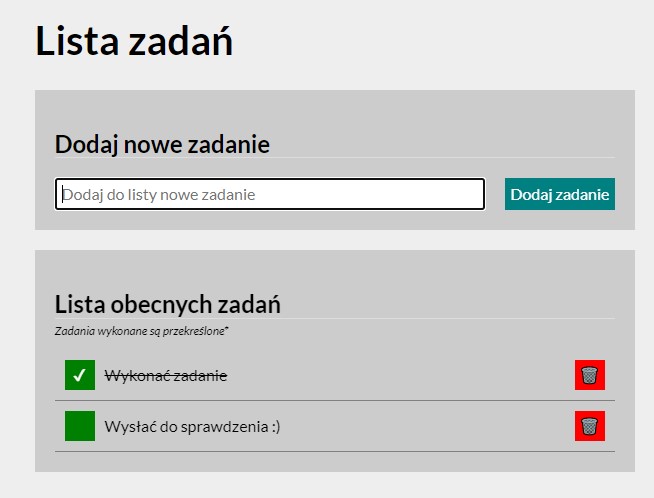 Lista zadań
Dodaj nowe zadanie
Dodaj do listy nowe zadanie
Dodaj zadanie
Lista obecnych zadań
Zadania wykonane są przekreślone*
Wykonać zadanie
Wysłać do sprawdzenia :)